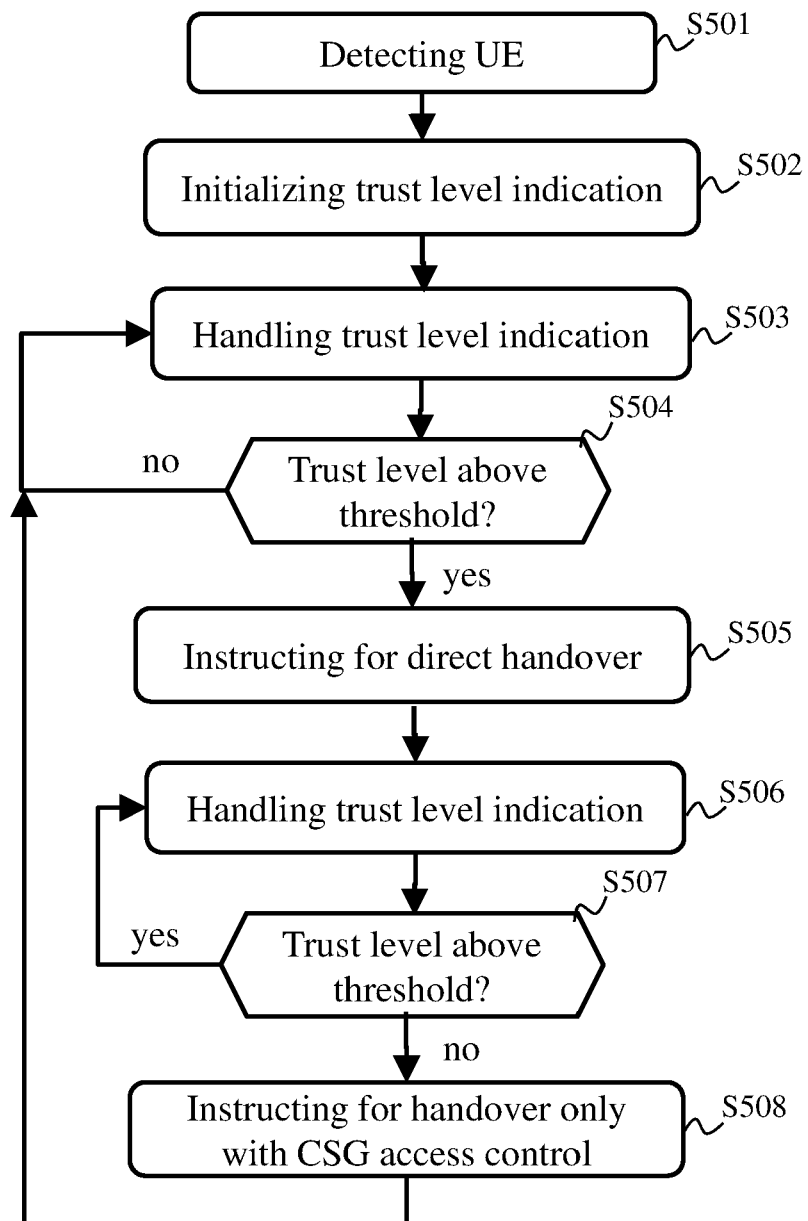 S501
Detecting UE
S502
Initializing trust level indication
S503
Handling trust level indication
S504
no
Trust level above
threshold?
yes
S505
Instructing for direct handover
S506
Handling trust level indication
S507
yes
Trust level above
threshold?
no
S508
Instructing for handover only
with CSG access control